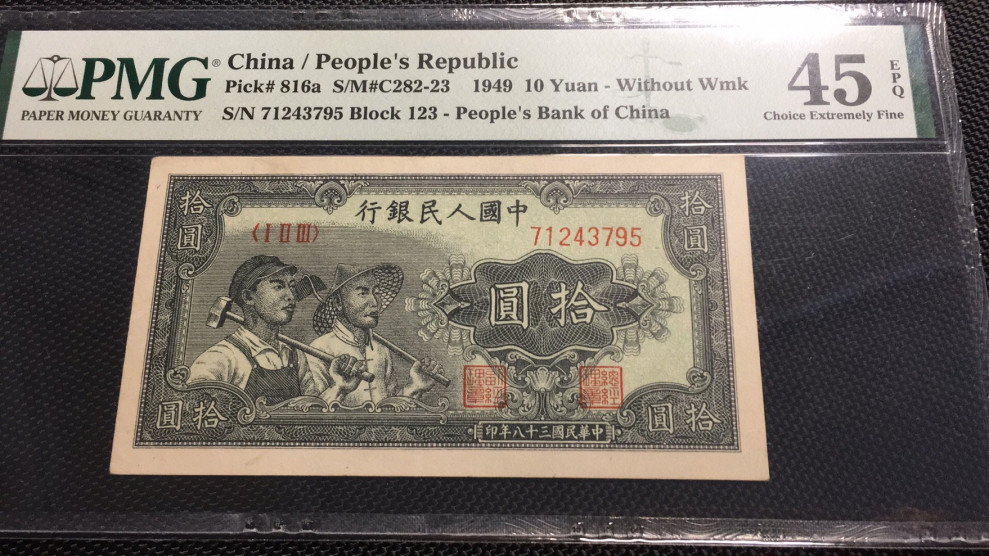 PMG®
PAPER MONEY GUARANTY
China / People's Republic
Pick# 816a S/M#C282-23 1949 10 Yuan - Without Wmk
S/N 71243795 Block 123 - People's Bank of China
45
EPQ
Choice Extremely Fine
行銀民人國中
拾圓
拾圓
(I II III)
71243795
圓拾
圓拾
圓拾
印年八十三國民華中